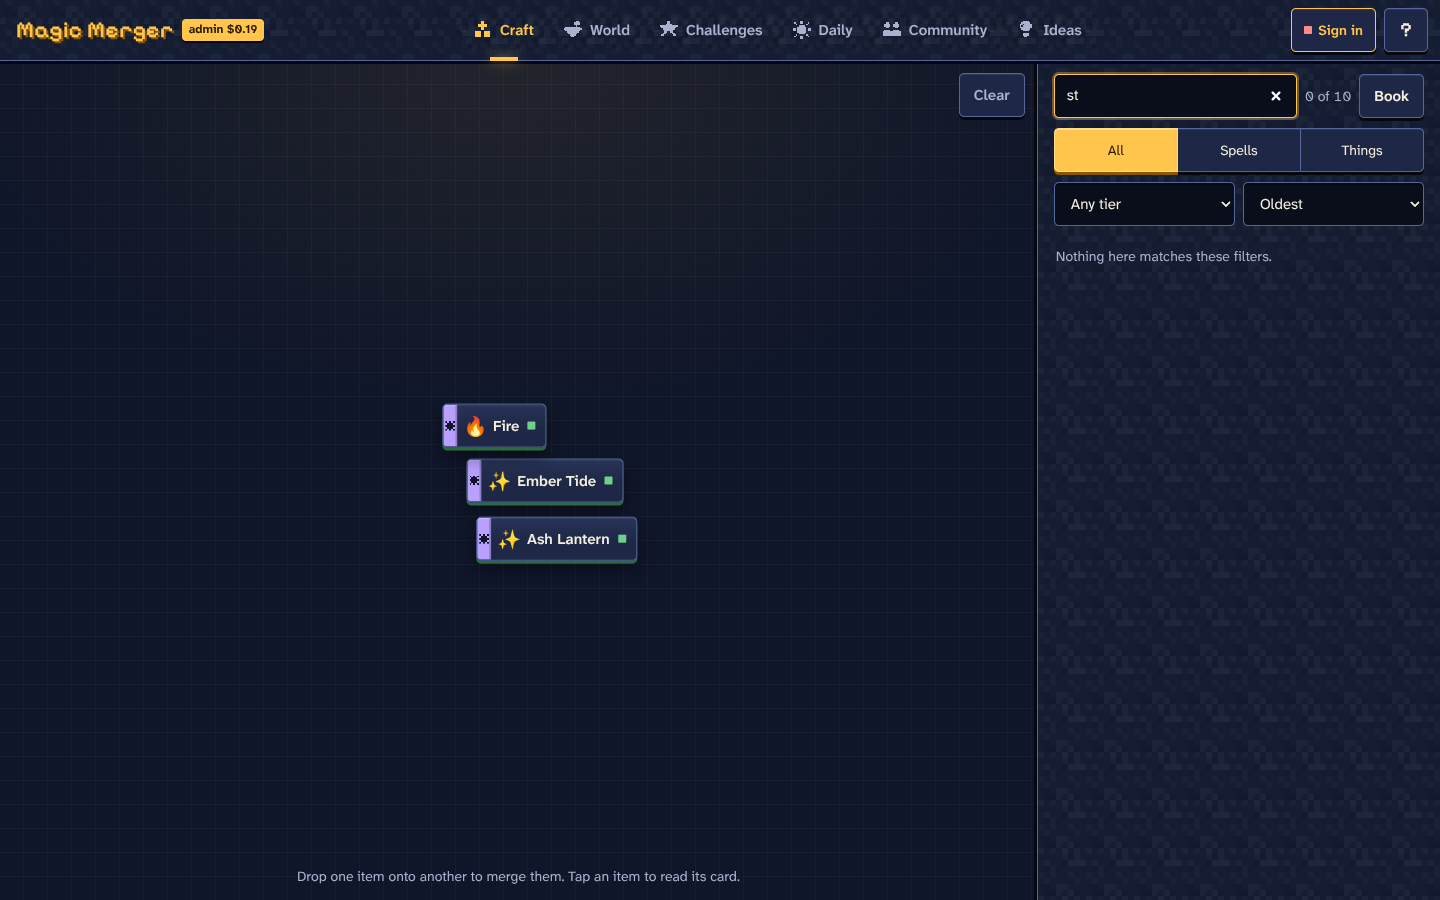 Magic Merger admin $0.19 Craft World Challenges Daily Community Ideas Sign in ?
Clear
st × 0 of 10 Book
All Spells Things
Any tier Oldest
Nothing here matches these filters.
Fire
Ember Tide
Ash Lantern
Drop one item onto another to merge them. Tap an item to read its card.